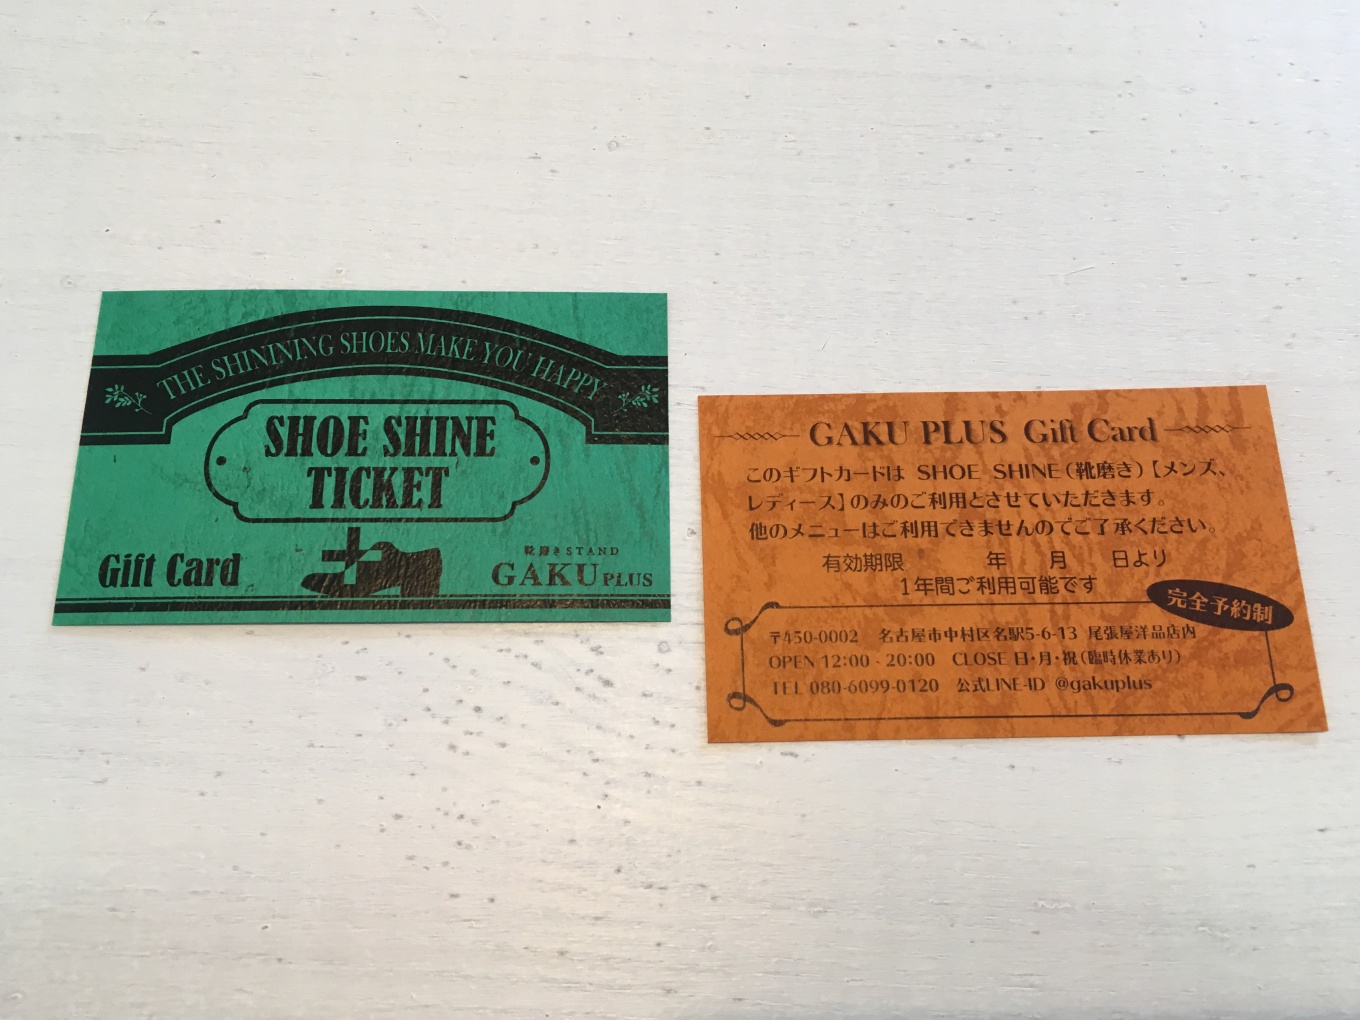 THE SHININING SHOES MAKE YOU HAPPY
SHOE SHINE
TICKET
Gift Card
靴磨きSTAND
GAKU PLUS
GAKU PLUS Gift Card
このギフトカードは SHOE SHINE(靴磨き)【メンズ、
レディース】のみのご利用とさせていただきます。
他のメニューはご利用できませんのでご了承ください。
有効期限 年 月 日より
1年間ご利用可能です
完全予約制
〒450-0002 名古屋市中村区名駅5-6-13 尾張屋洋品店内
OPEN 12:00 - 20:00 CLOSE 日・月・祝(臨時休業あり)
TEL 080-6099-0120 公式LINE-ID @gakuplus